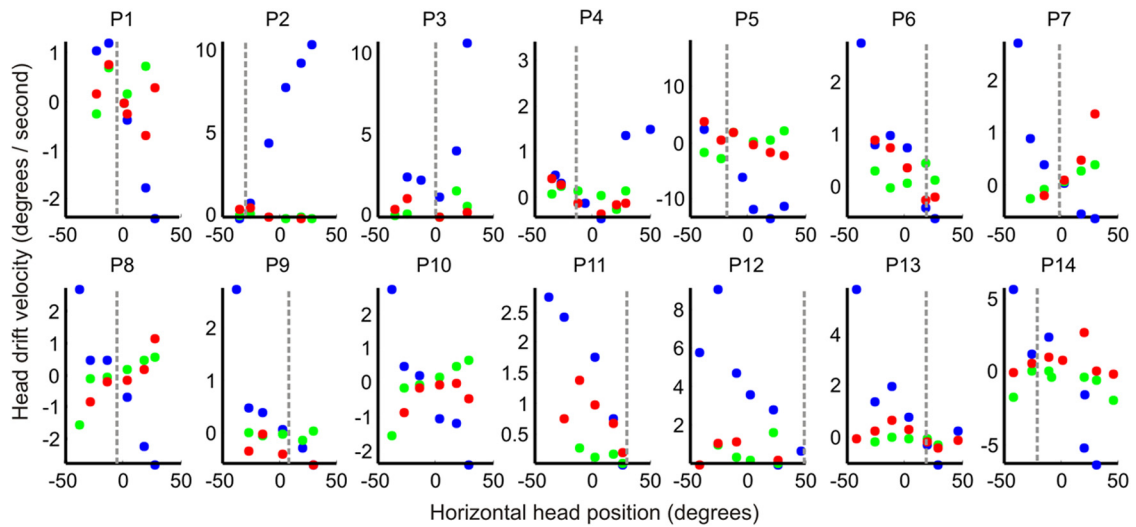 P1 P2 P3 P4 P5 P6 P7
1 0 -1 -2
10 5 0
10 5 0
3 2 1 0
10 0 -10
2 1 0
2 1 0
-50 0 50 -50 0 50 -50 0 50 -50 0 50 -50 0 50 -50 0 50 -50 0 50
P8 P9 P10 P11 P12 P13 P14
2 1 0 -1 -2
2 1 0
2 1 0 -1 -2
2.5 2 1.5 1 0.5
8 6 4 2
5 4 3 2 1 0
5 0 -5
-50 0 50 -50 0 50 -50 0 50 -50 0 50 -50 0 50 -50 0 50 -50 0 50
Head drift velocity (degrees / second)
Horizontal head position (degrees)